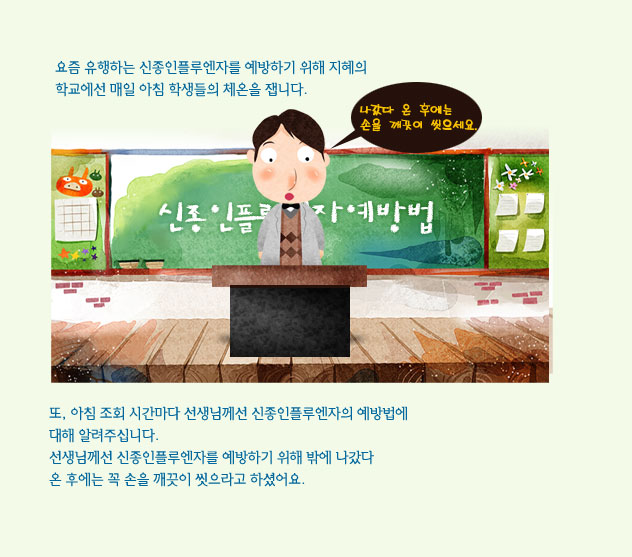 요즘 유행하는 신종인플루엔자를 예방하기 위해 지혜의
학교에선 매일 아침 학생들의 체온을 잽니다.
나갔다 온 후에는
손을 깨끗이 씻으세요.
신종인플루 자예방법
또, 아침 조회 시간마다 선생님께선 신종인플루엔자의 예방법에
대해 알려주십니다.
선생님께선 신종인플루엔자를 예방하기 위해 밖에 나갔다
온 후에는 꼭 손을 깨끗이 씻으라고 하셨어요.